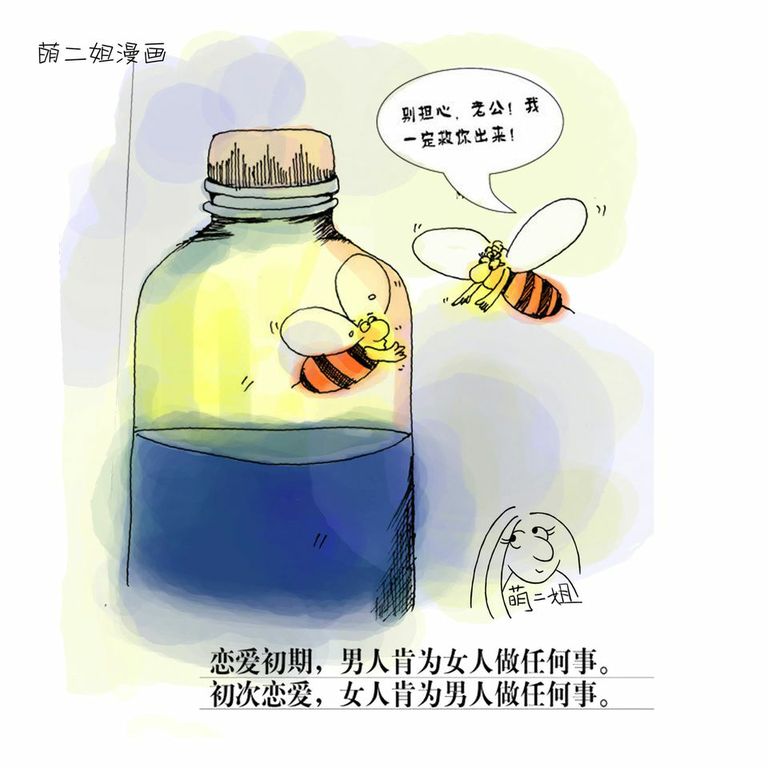 萌二姐漫画
别担心,老公!我
一定救你出来!
萌二姐
恋爱初期，男人肯为女人做任何事。
初次恋爱，女人肯为男人做任何事。